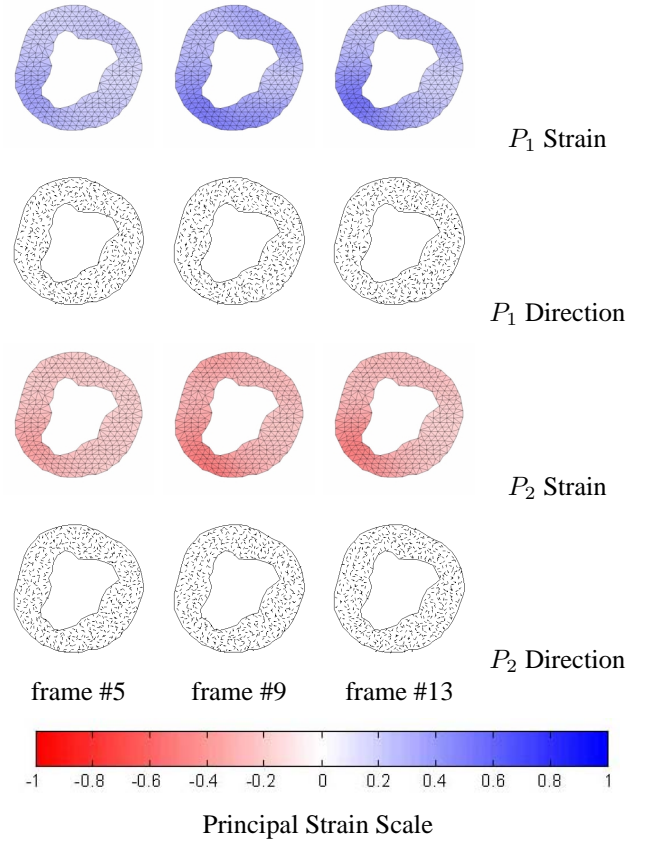 P₁ Strain
P₁ Direction
P₂ Strain
P₂ Direction
frame #5 frame #9 frame #13
-1 -0.8 -0.6 -0.4 -0.2 0 0.2 0.4 0.6 0.8 1
Principal Strain Scale